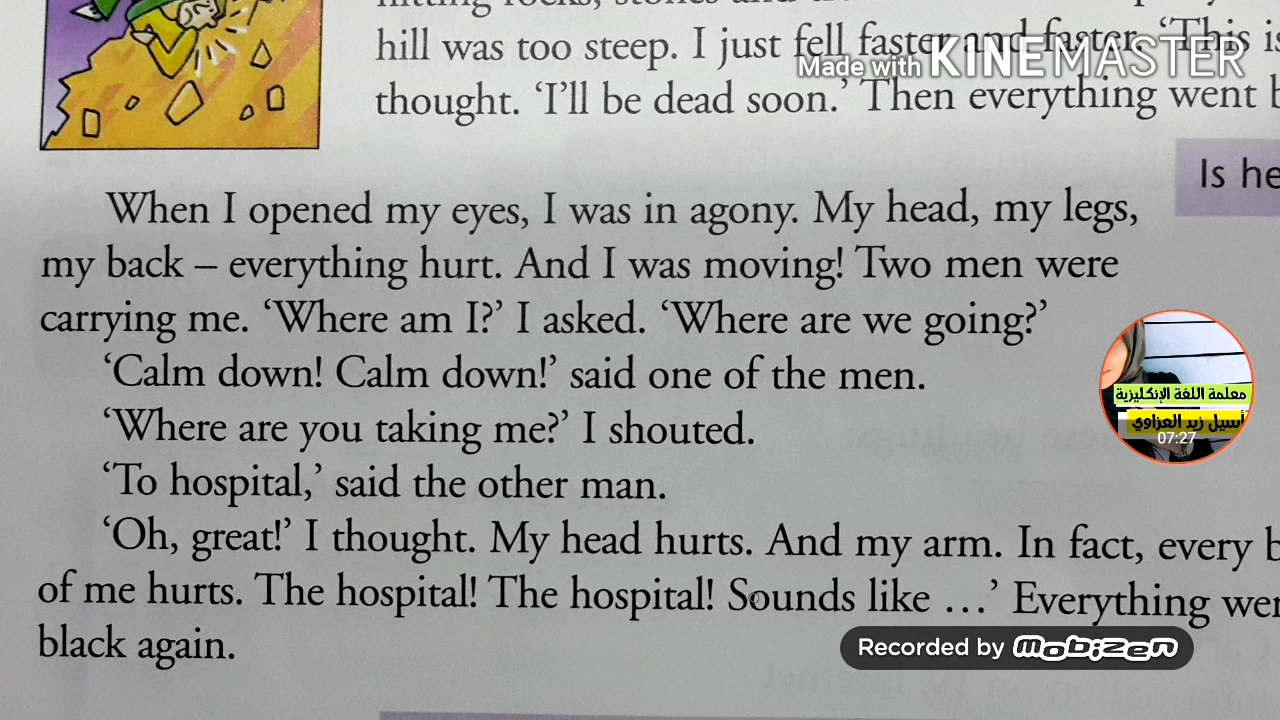 hitting rocks, stones and
hill was too steep. I just fell faster and faster. ‘This is
Made with KINEMASTER
thought. ‘I’ll be dead soon.’ Then everything went b
Is he
When I opened my eyes, I was in agony. My head, my legs,
my back – everything hurt. And I was moving! Two men were
carrying me. ‘Where am I?’ I asked. ‘Where are we going?’
‘Calm down! Calm down!’ said one of the men.
معلمة اللغة الإنكليزية
أسيل زيد العزاوي
07:27
‘Where are you taking me?’ I shouted.
‘To hospital,’ said the other man.
‘Oh, great!’ I thought. My head hurts. And my arm. In fact, every b
of me hurts. The hospital! The hospital! Sounds like …’ Everything wen
black again.
Recorded by mobizen